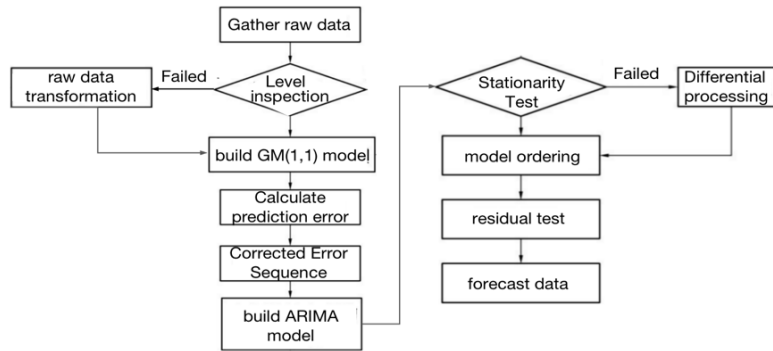 Gather raw data
Failed
Level
inspection
raw data
transformation
build GM(1,1) model
Calculate
prediction error
Corrected Error
Sequence
build ARIMA
model
Stationarity
Test
Failed
Differential
processing
model ordering
residual test
forecast data